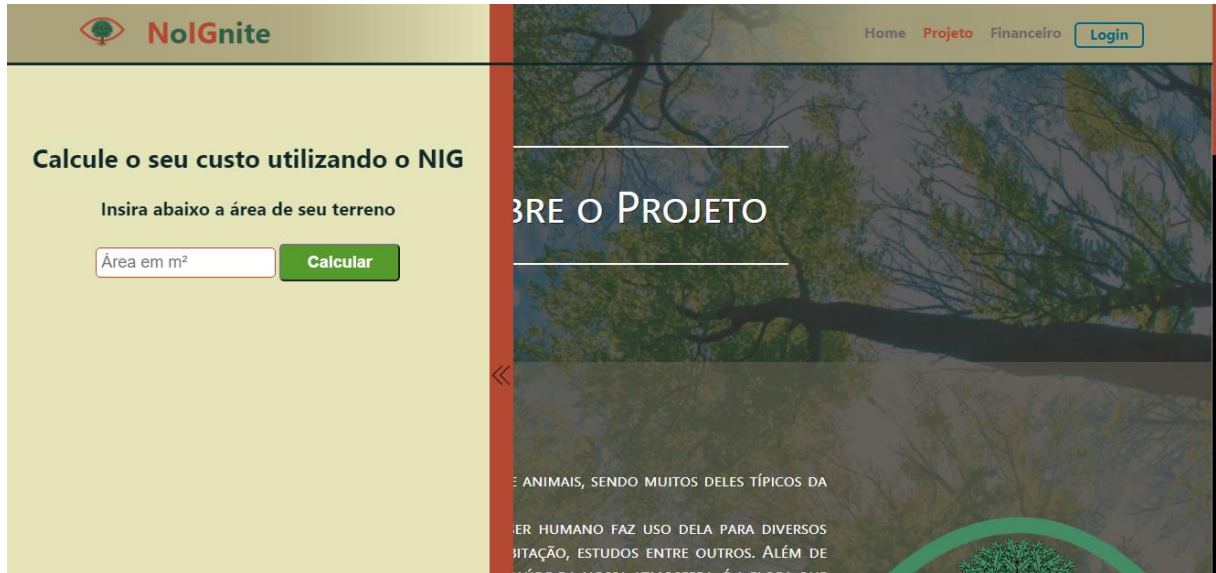 NoIGnite
Home Projeto Financeiro Login
Calcule o seu custo utilizando o NIG
Insira abaixo a área de seu terreno
Área em m²
Calcular
BRE O PROJETO
E ANIMAIS, SENDO MUITOS DELES TÍPICOS DA
SER HUMANO FAZ USO DELA PARA DIVERSOS
BITAÇÃO, ESTUDOS ENTRE OUTROS. ALÉM DE